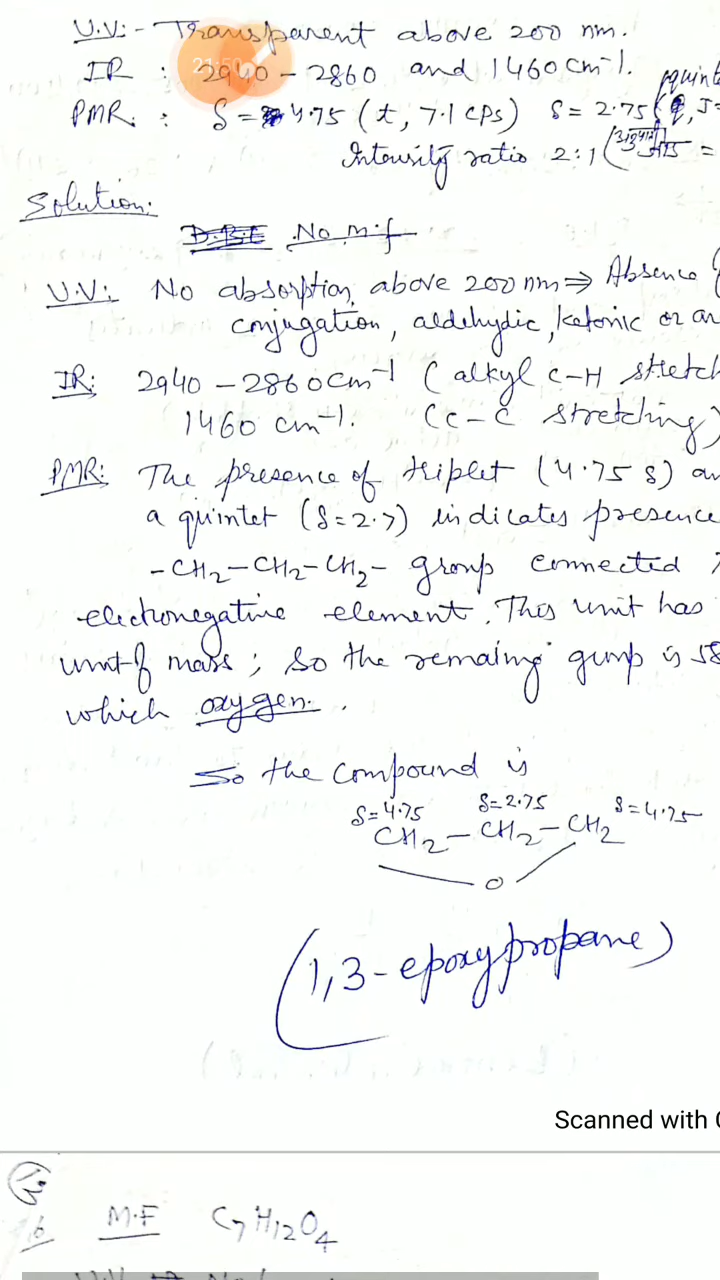 U.V:- Transparent above 200 nm.
IR : 2940-2860 and 1460 cm-1.
PMR : δ = 4.75 (t, 7.1 cps) δ = 2.75 (
Intensity ratio 2:1
Solution:
No m.f
U.V: No absorption above 200 nm ⇒ Absence
conjugation, aldehydic, ketonic or
IR: 2940-2860 cm-1 (alkyl C-H stretch
1460 cm-1. (C-C stretching)
PMR: The presence of triplet (4.75 δ)
a quintet (δ=2.7) indicates presence
-CH2-CH2-CH2- group connected
electronegative element. This unit has
unit of mass; So the remaing group is 58
which oxygen.
So the compound is
δ=4.75 δ=2.75 δ=4.75
CH2-CH2-CH2
O
(1,3-epoxypropane)
Scanned with
M.F C7H12O4